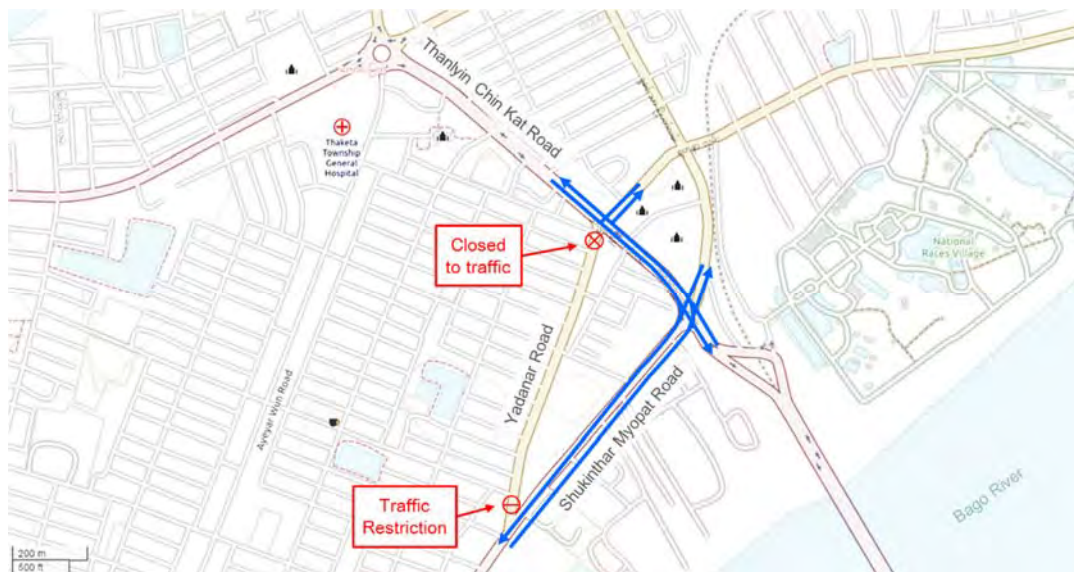 Thanlyin Chin Kat Road
Thaketa
Township
General
Hospital
Closed
to traffic
National
Races Village
Yadanar Road
Ayeyar Wun Road
Shukinthar Myopat Road
Traffic
Restriction
Bago River
200 m
500 ft